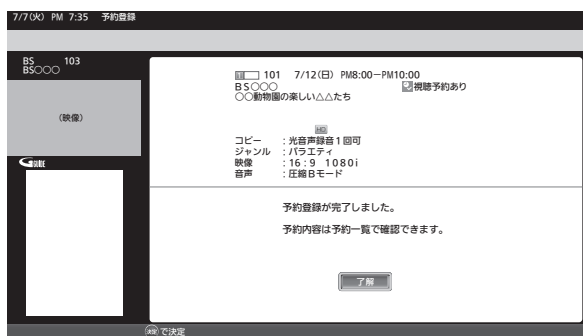 7/7(火) PM 7:35 予約登録
BS 103
BS○○○
101 7/12(日) PM8:00-PM10:00
BS○○○ 視聴予約あり
○○動物園の楽しい△△たち
(映像)
HD
コピー :光音声録音1回可
GGUIDE
ジャンル :バラエティ
映像 :16:9 1080i
音声 :圧縮Bモード
予約登録が完了しました。
予約内容は予約一覧で確認できます。
了解
決定で決定